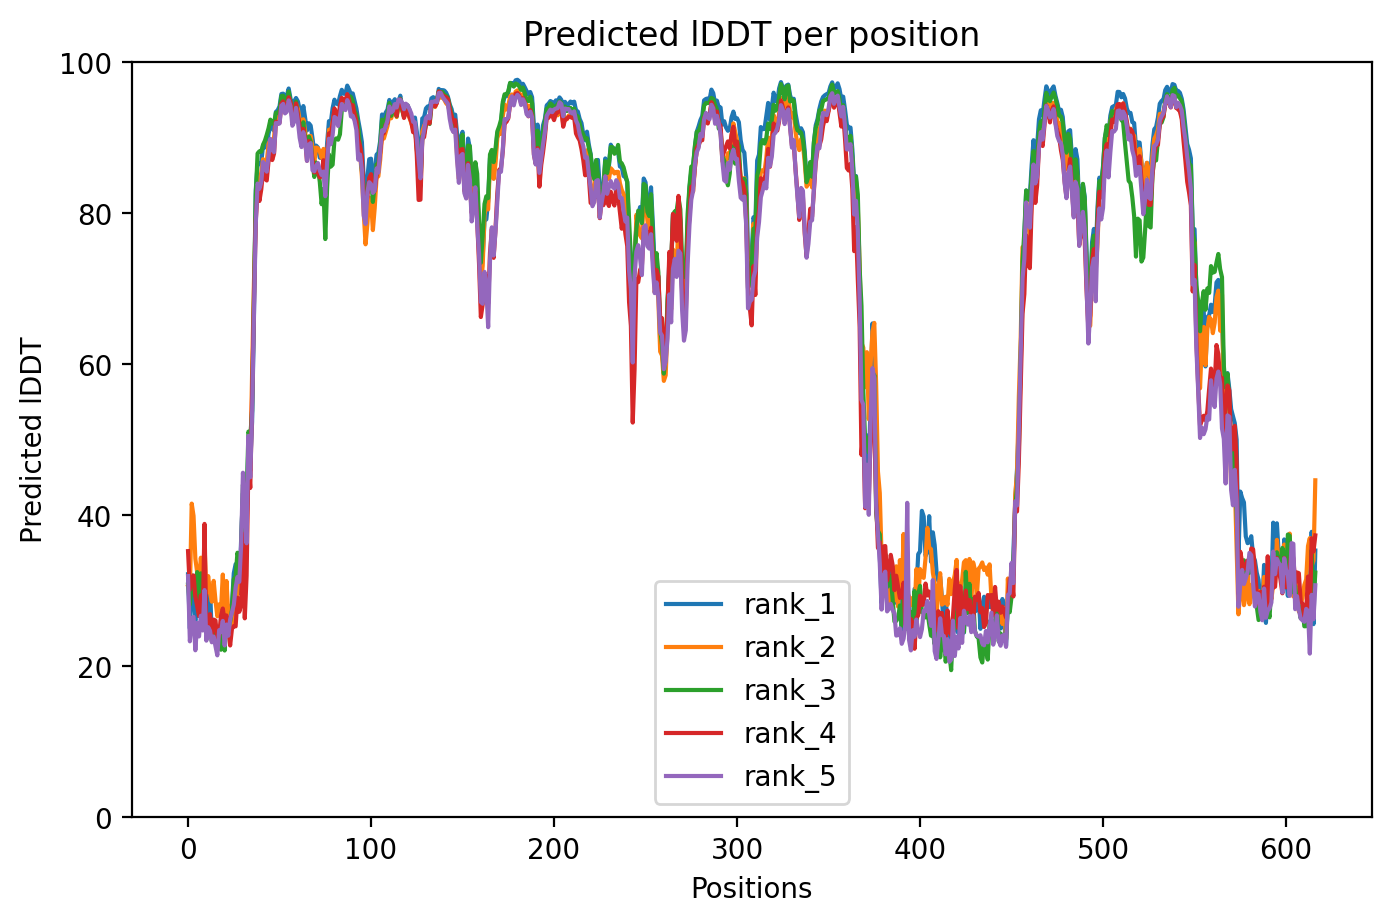 Predicted lDDT per position
100
80
60
40
20
0
Predicted lDDT
rank_1
rank_2
rank_3
rank_4
rank_5
0 100 200 300 400 500 600
Positions